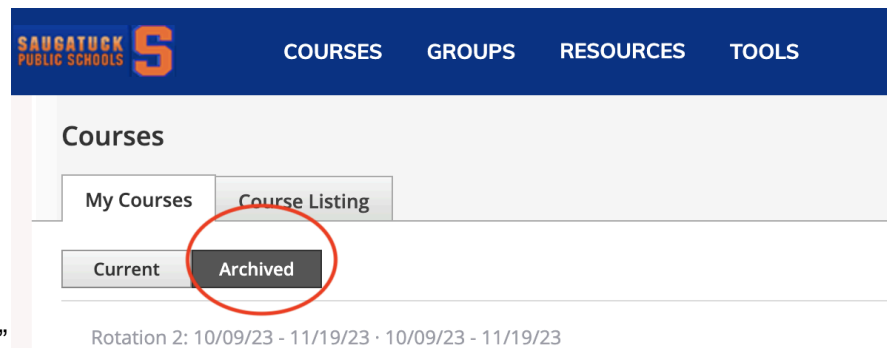 SAUGATUCK
PUBLIC SCHOOLS S COURSES GROUPS RESOURCES TOOLS
Courses
My Courses Course Listing
Current Archived
” Rotation 2: 10/09/23 - 11/19/23 · 10/09/23 - 11/19/23